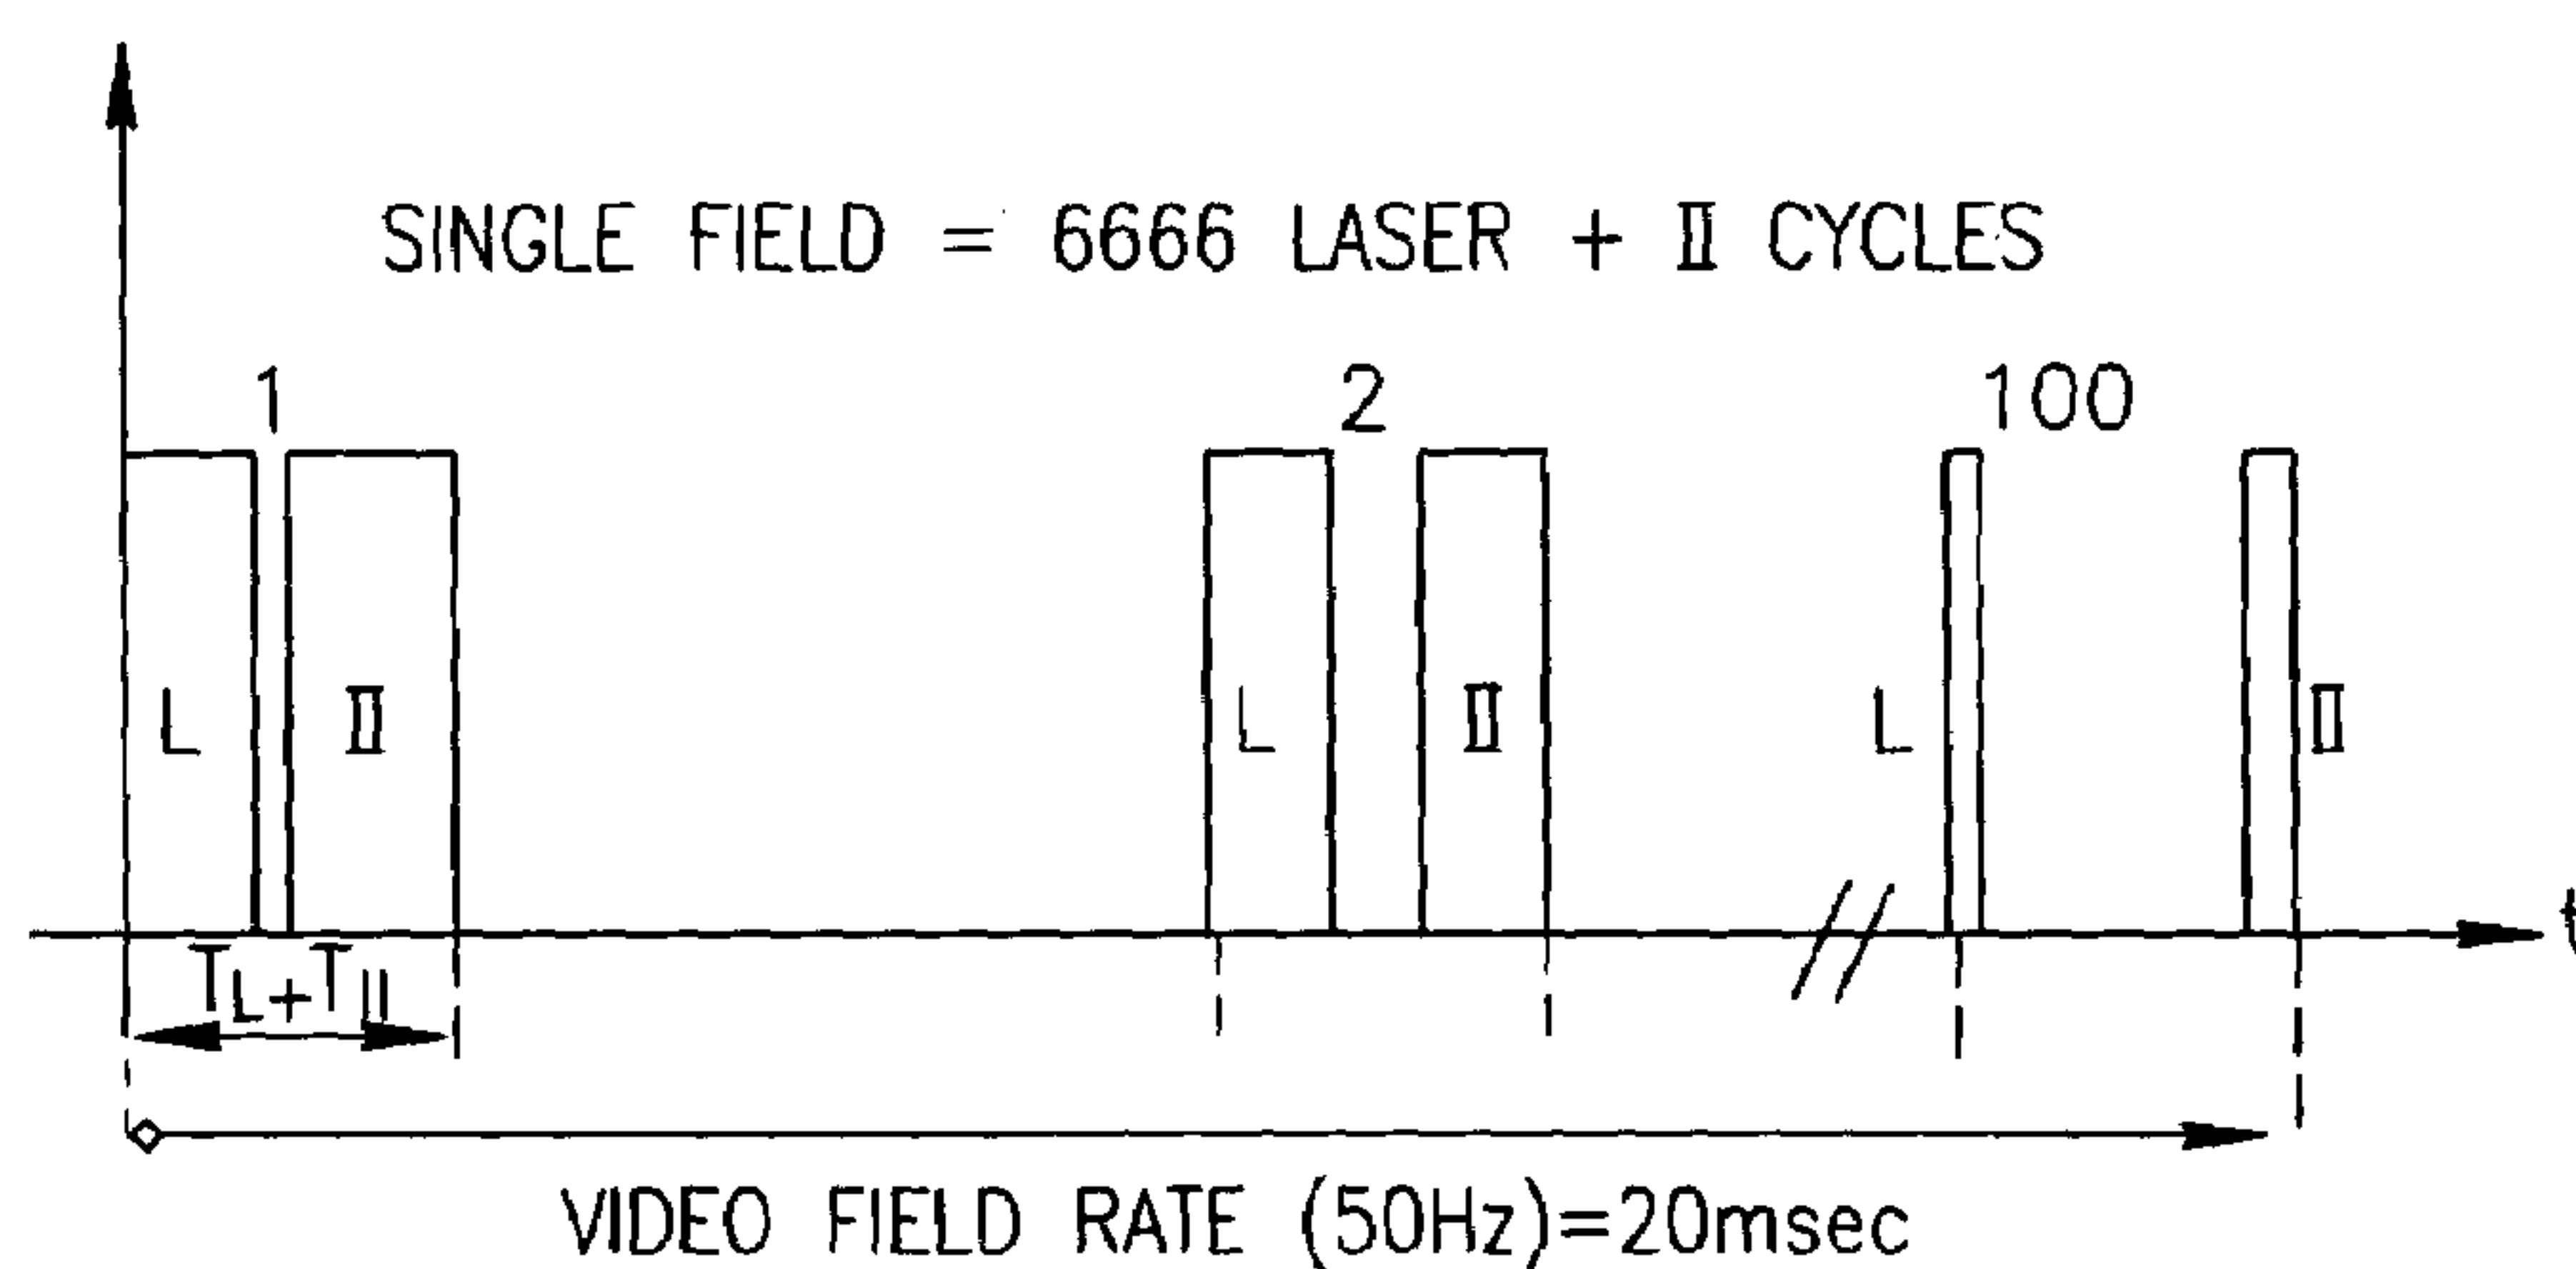 SINGLE FIELD = 6666 LASER + II CYCLES
1
2
100
L
II
L
II
L
II
t
TL+TII
VIDEO FIELD RATE (50Hz)=20msec